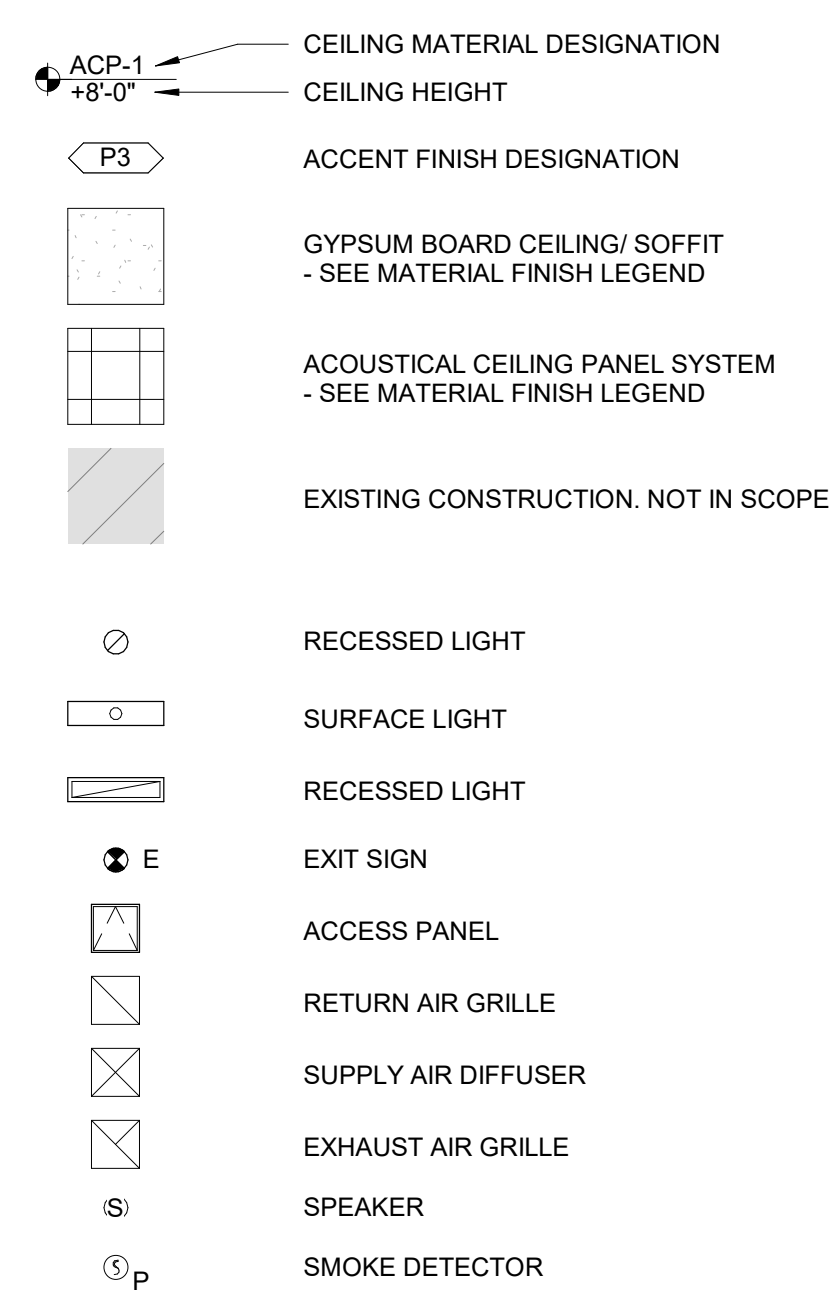 CEILING MATERIAL DESIGNATION
ACP-1
+8'-0"
CEILING HEIGHT
P3
ACCENT FINISH DESIGNATION
GYPSUM BOARD CEILING/ SOFFIT
- SEE MATERIAL FINISH LEGEND
ACOUSTICAL CEILING PANEL SYSTEM
- SEE MATERIAL FINISH LEGEND
EXISTING CONSTRUCTION. NOT IN SCOPE
RECESSED LIGHT
SURFACE LIGHT
RECESSED LIGHT
E EXIT SIGN
ACCESS PANEL
RETURN AIR GRILLE
SUPPLY AIR DIFFUSER
EXHAUST AIR GRILLE
(S) SPEAKER
S P SMOKE DETECTOR